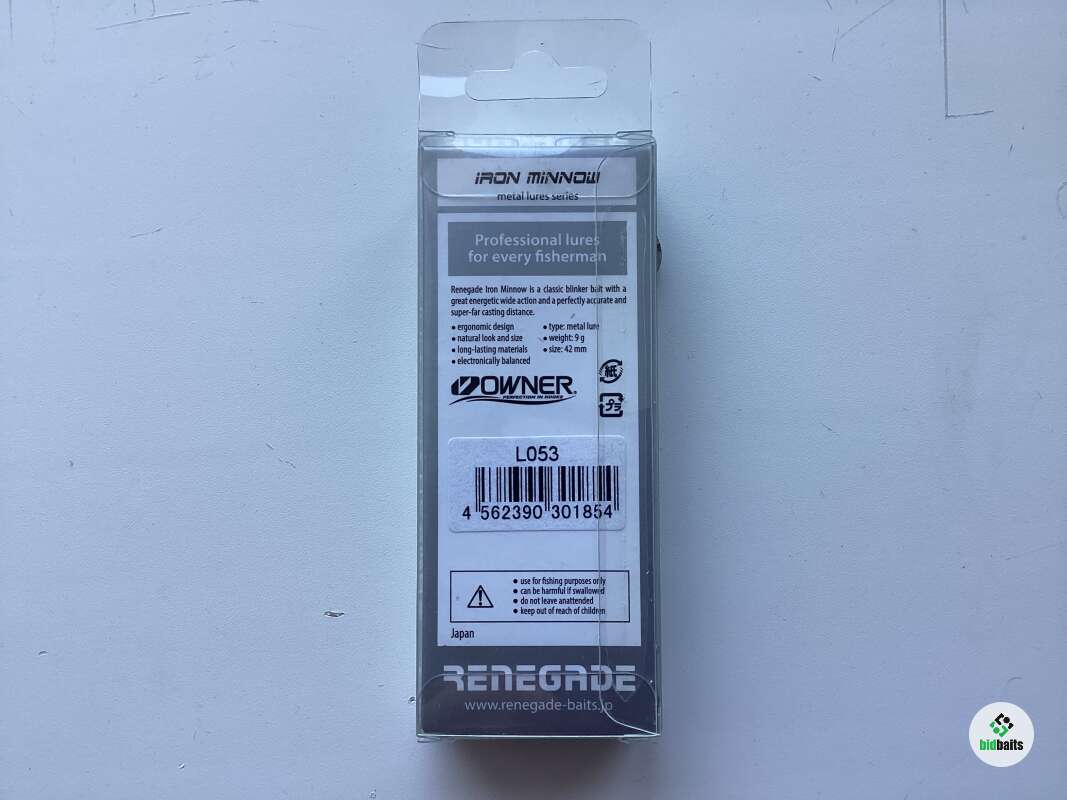 IRON MINNOW
metal lures series
Professional lures
for every fisherman
Renegade Iron Minnow is a classic blinker bait with a
great energetic wide action and a perfectly accurate and
super-far casting distance.
• ergonomic design
• natural look and size
• long-lasting materials
• electronically balanced
• type: metal lure
• weight: 9 g
• size: 42 mm
紙
プラ
OWNER
PERFECTION IN HOOKS
L053
4 562390 301854
• use for fishing purposes only
• can be harmful if swallowed
• do not leave anattended
• keep out of reach of children
Japan
RENEGADE
www.renegade-baits.jp
bidbaits